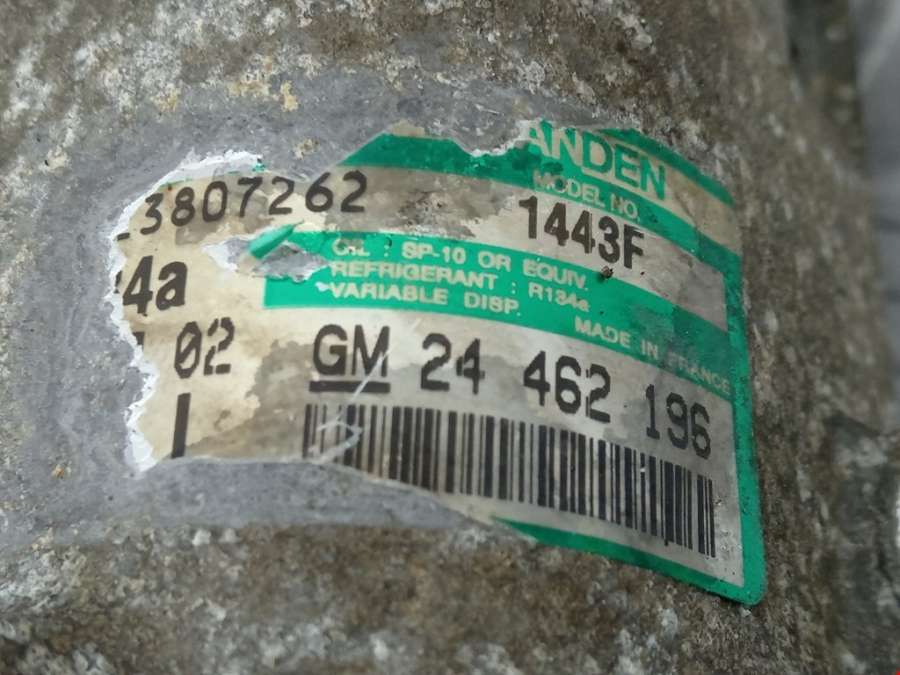 ANDEN
MODEL NO.
3807262
1443F
OIL : SP-10 OR EQUIV.
REFRIGERANT : R134a
VARIABLE DISP.
MADE IN FRANCE
4a
02
GM 24 462 196